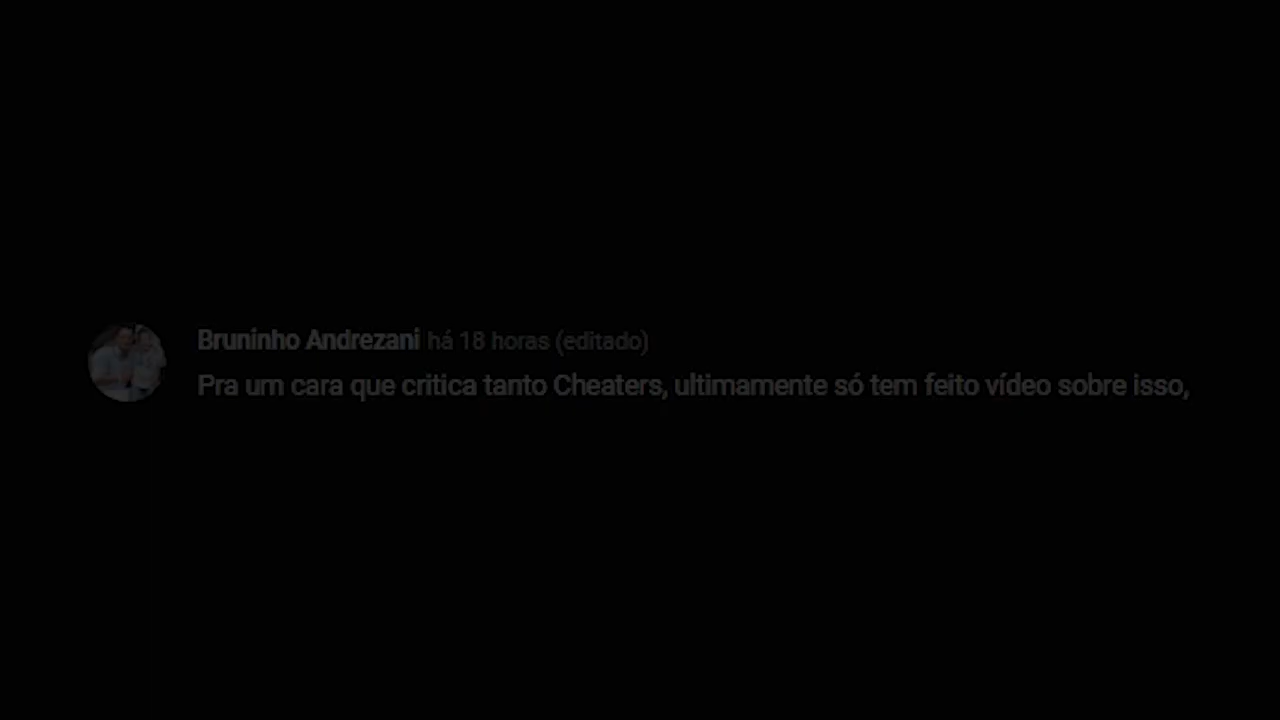 Bruninho Andrezani há 18 horas (editado)
Pra um cara que critica tanto Cheaters, ultimamente só tem feito vídeo sobre isso,